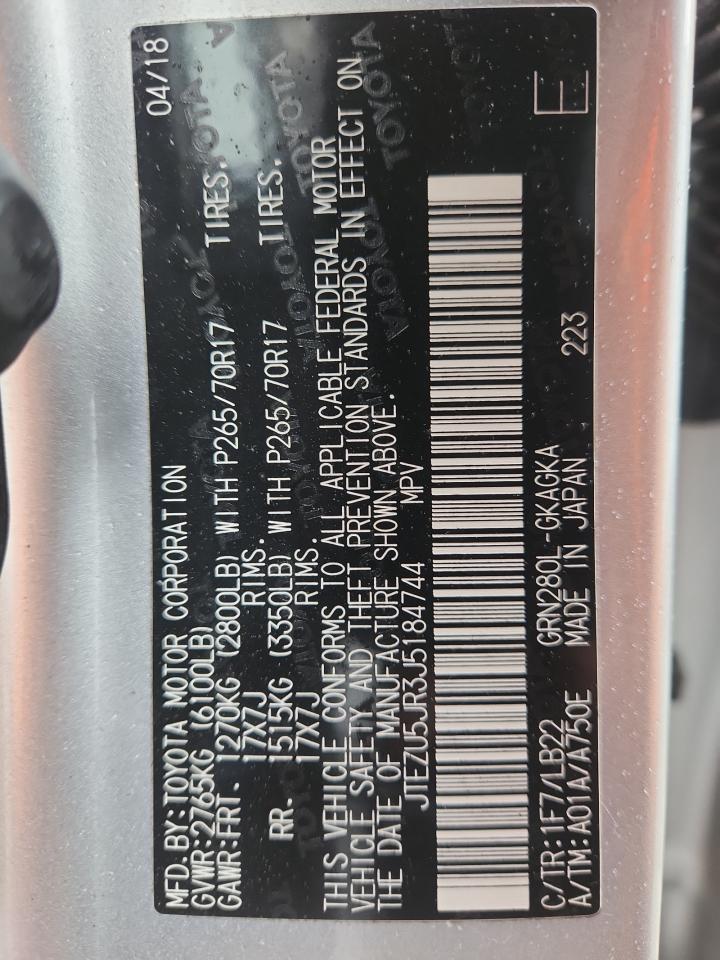 MFD.BY:TOYOTA MOTOR CORPORATION 04/18
GVWR:2765KG (6100LB)
GAWR:FRT. 1270KG (2800LB) WITH P265/70R17 TIRES.
17X7J RIMS.
RR. 1515KG (3350LB) WITH P265/70R17 TIRES.
17X7J RIMS.
THIS VEHICLE CONFORMS TO ALL APPLICABLE FEDERAL MOTOR
VEHICLE SAFETY AND THEFT PREVENTION STANDARDS IN EFFECT ON
THE DATE OF MANUFACTURE SHOWN ABOVE.
JTEZU5JR3J5184744 MPV
C/TR:1F7/LB22 GRN280L-GKAGKA E
A/TM:A01A/A750E MADE IN JAPAN 223